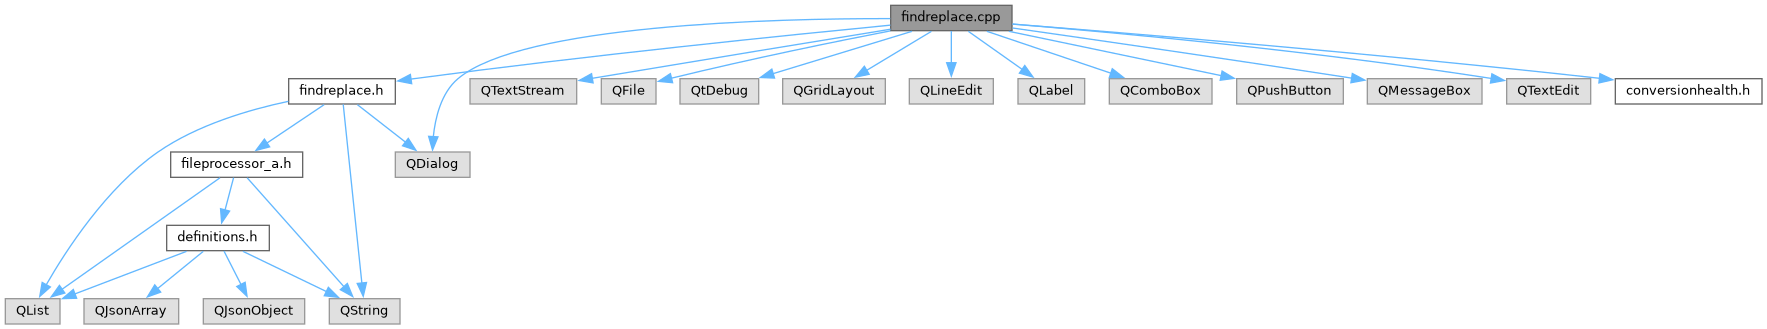 findreplace.cpp
findreplace.h
QTextStream
QFile
QtDebug
QGridLayout
QLineEdit
QLabel
QComboBox
QPushButton
QMessageBox
QTextEdit
conversionhealth.h
fileprocessor_a.h
QDialog
definitions.h
QList
QJsonArray
QJsonObject
QString